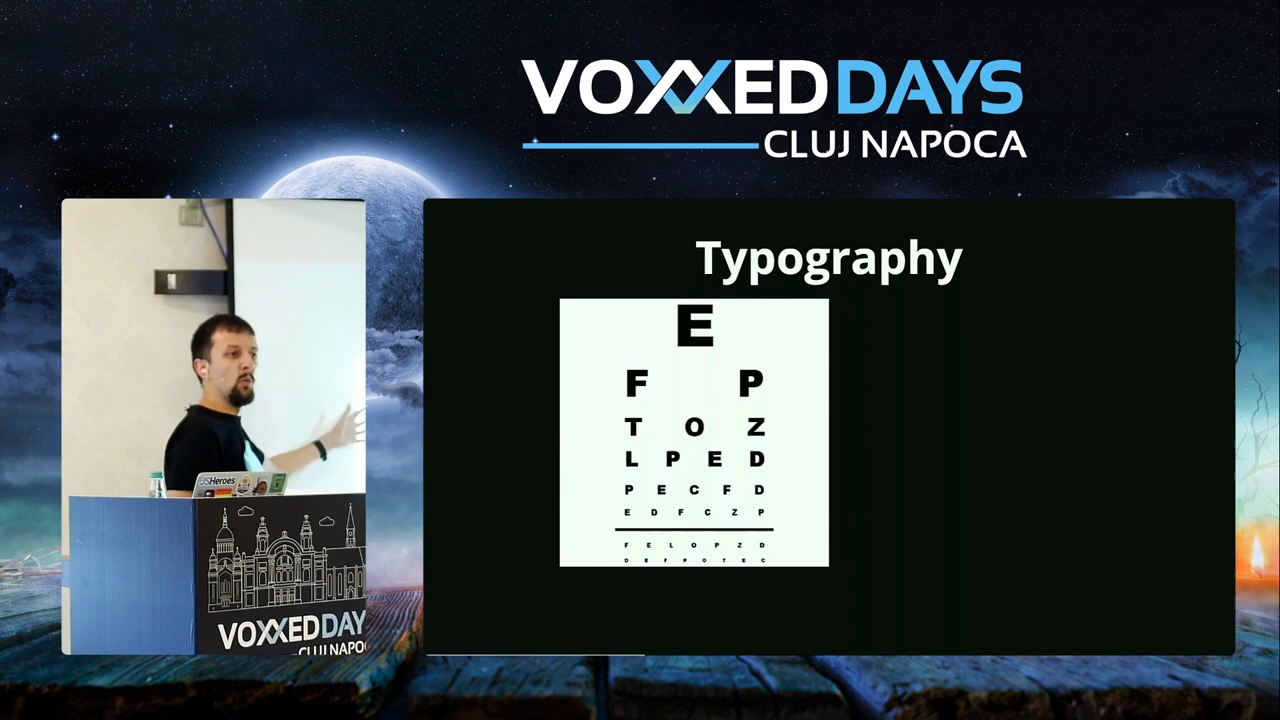 VOXXED DAYS
CLUJ NAPOCA
Typography
E
F P
T O Z
L P E D
P E C F D
E D F C Z P
F E L O P Z D
D E F P O T E C
JSHeroes
VOXXED DAY
CLUJ NAPO